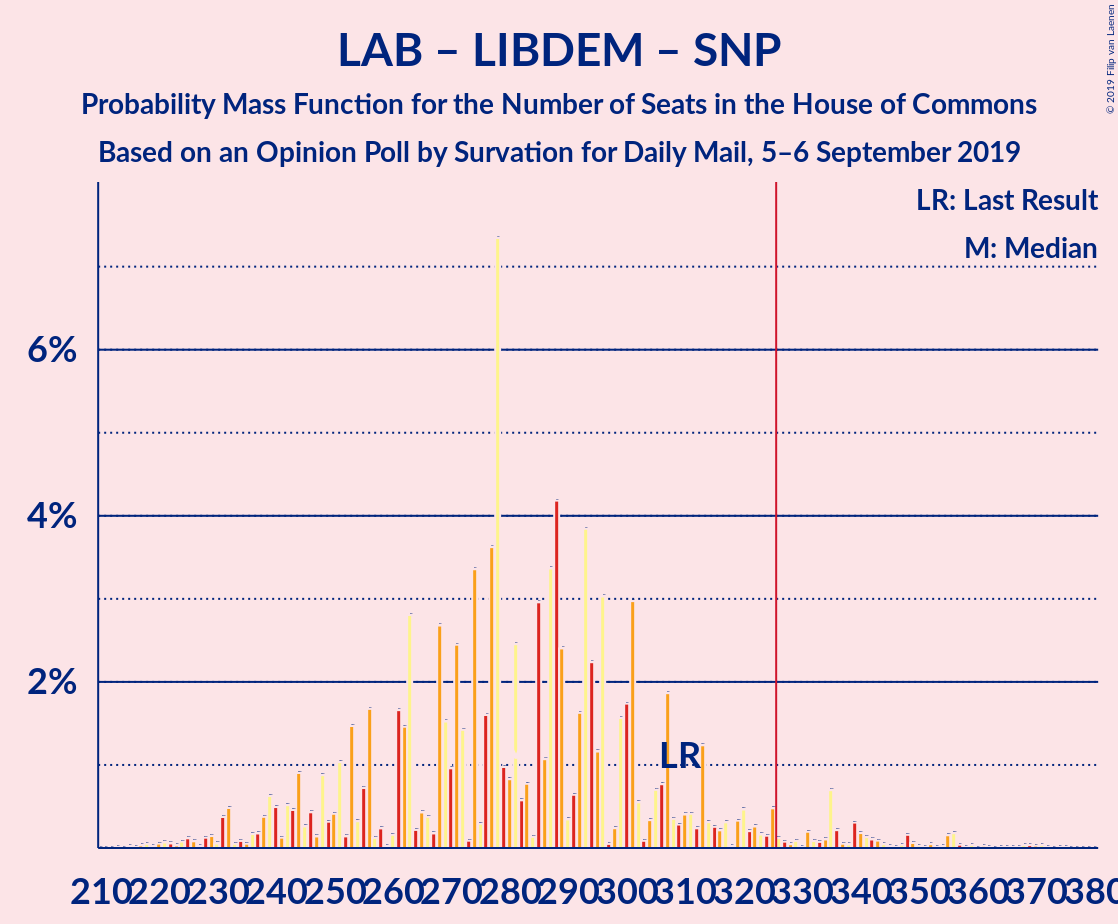 LAB – LIBDEM – SNP
Probability Mass Function for the Number of Seats in the House of Commons
Based on an Opinion Poll by Survation for Daily Mail, 5–6 September 2019
© 2019 Filip van Laenen
LR: Last Result
M: Median
6%
4%
2%
LR
210 220 230 240 250 260 270 280 290 300 310 320 330 340 350 360 370 380